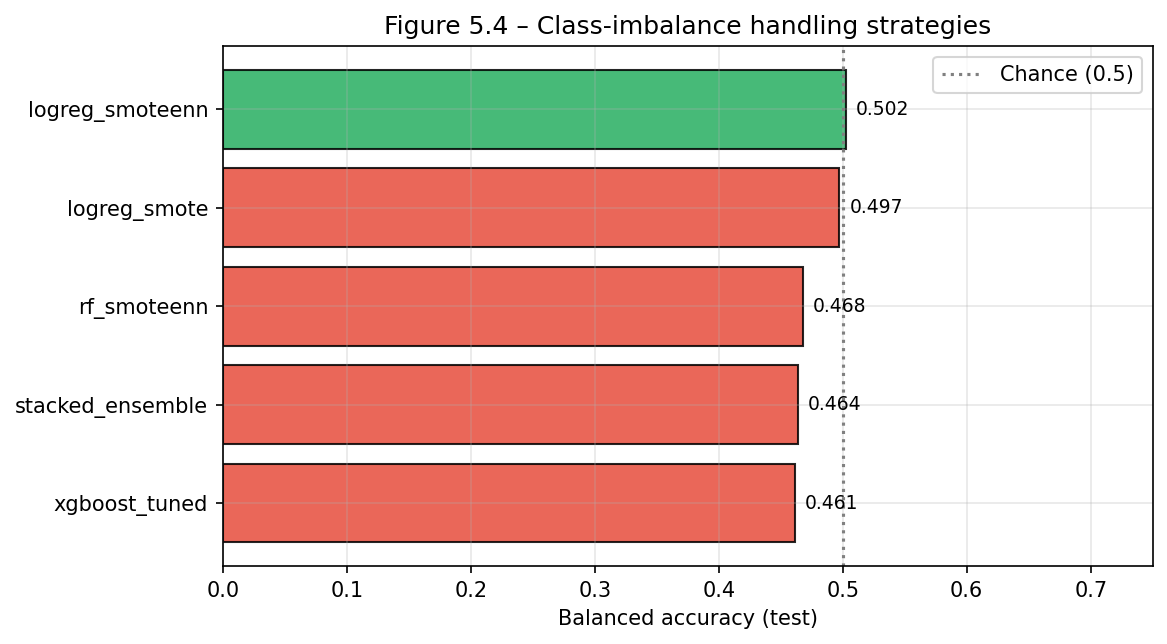 Figure 5.4 – Class-imbalance handling strategies
Chance (0.5)
logreg_smoteenn
0.502
logreg_smote
0.497
rf_smoteenn
0.468
stacked_ensemble
0.464
xgboost_tuned
0.461
0.0 0.1 0.2 0.3 0.4 0.5 0.6 0.7
Balanced accuracy (test)